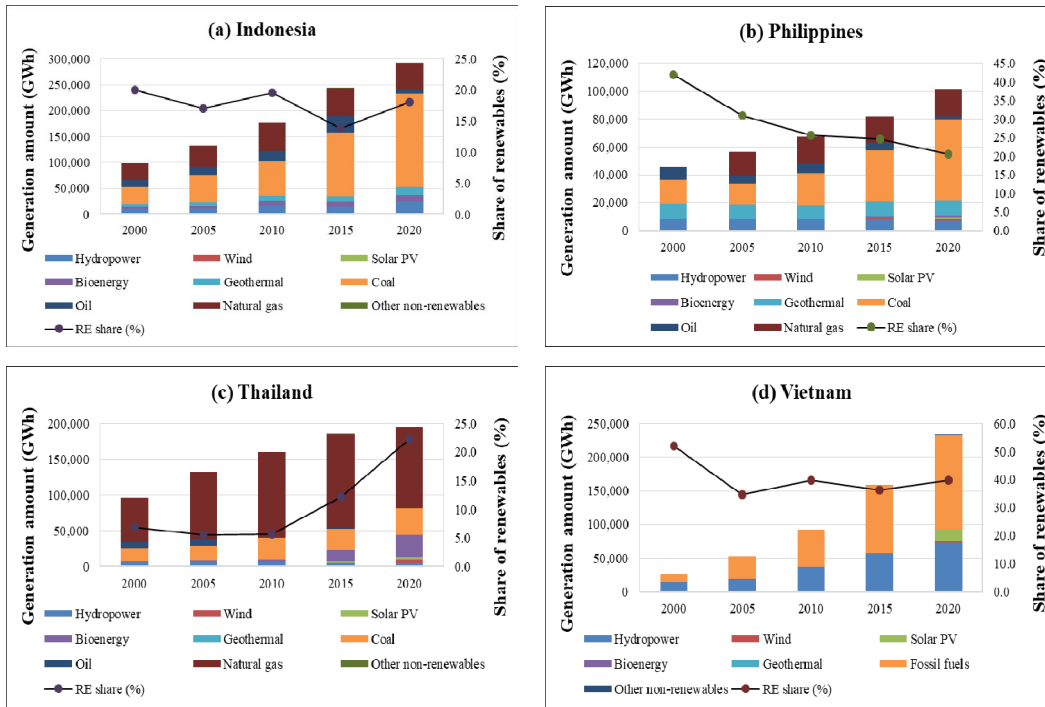 (a) Indonesia
Generation amount (GWh)
Share of renewables (%)
300,000
250,000
200,000
150,000
100,000
50,000
0
25.0
20.0
15.0
10.0
5.0
0.0
2000 2005 2010 2015 2020
Hydropower Wind Solar PV
Bioenergy Geothermal Coal
Oil Natural gas Other non-renewables
RE share (%)
(b) Philippines
Generation amount (GWh)
Share of renewables (%)
120,000
100,000
80,000
60,000
40,000
20,000
0
45.0
40.0
35.0
30.0
25.0
20.0
15.0
10.0
5.0
0.0
2000 2005 2010 2015 2020
Hydropower Wind Solar PV
Bioenergy Geothermal Coal
Oil Natural gas RE share (%)
(c) Thailand
Generation amount (GWh)
Share of renewables (%)
200,000
150,000
100,000
50,000
0
25.0
20.0
15.0
10.0
5.0
0.0
2000 2005 2010 2015 2020
Hydropower Wind Solar PV
Bioenergy Geothermal Coal
Oil Natural gas Other non-renewables
RE share (%)
(d) Vietnam
Generation amount (GWh)
Share of renewables (%)
250,000
200,000
150,000
100,000
50,000
0
60.0
50.0
40.0
30.0
20.0
10.0
0.0
2000 2005 2010 2015 2020
Hydropower Wind Solar PV
Bioenergy Geothermal Fossil fuels
Other non-renewables RE share (%)